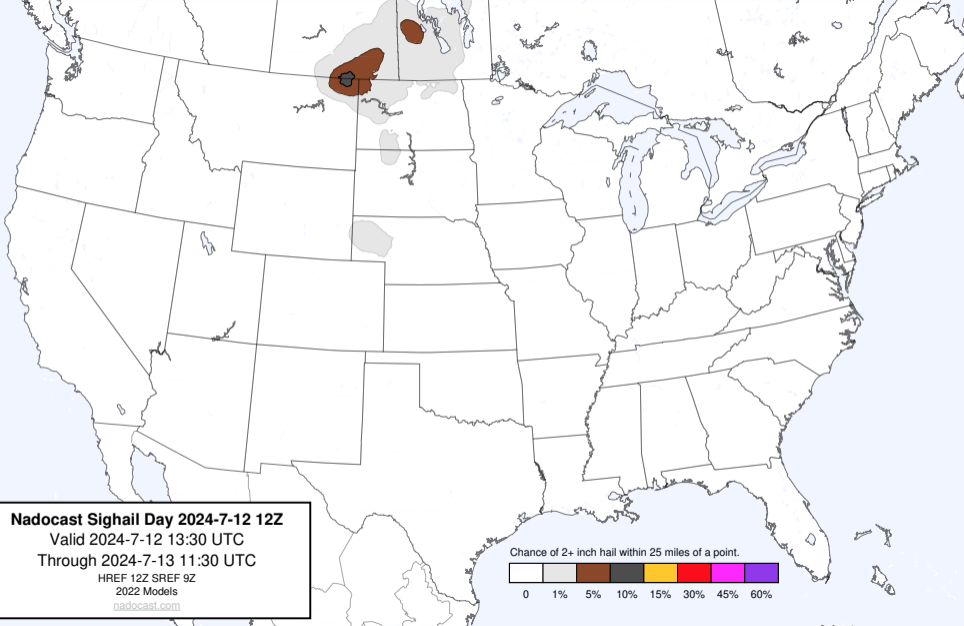 Nadocast Sighail Day 2024-7-12 12Z
Valid 2024-7-12 13:30 UTC
Through 2024-7-13 11:30 UTC
HREF 12Z SREF 9Z
2022 Models
nadocast.com
Chance of 2+ inch hail within 25 miles of a point.
0 1% 5% 10% 15% 30% 45% 60%